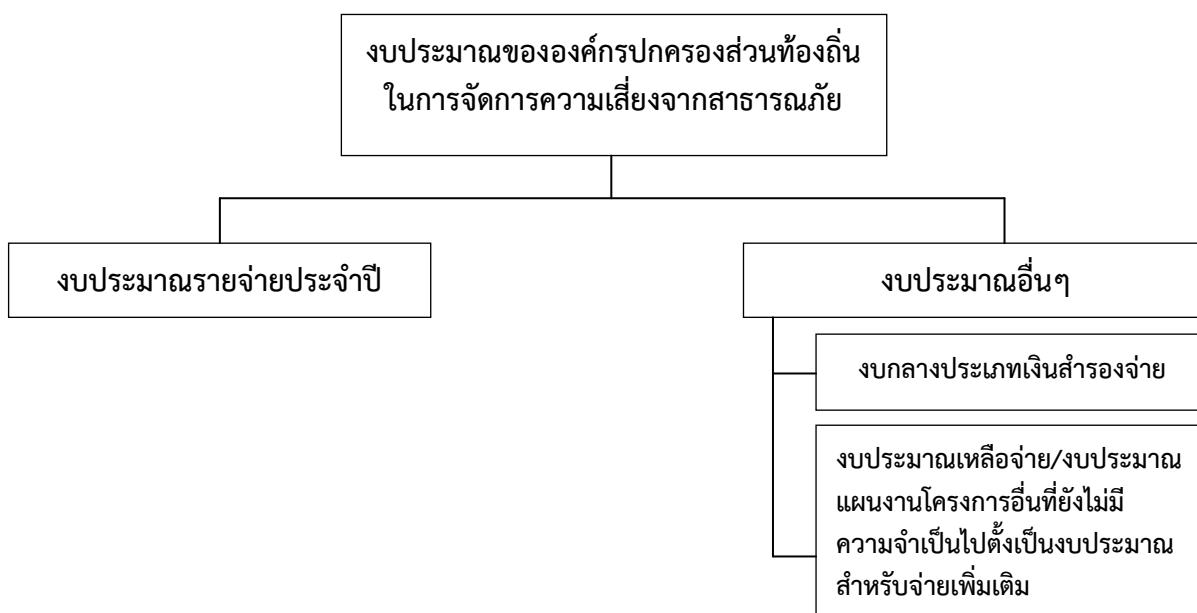 งบประมาณขององค์กรปกครองส่วนท้องถิ่น
ในการจัดการความเสี่ยงจากสาธารณภัย
งบประมาณรายจ่ายประจำปี
งบประมาณอื่นๆ
งบกลางประเภทเงินสำรองจ่าย
งบประมาณเหลือจ่าย/งบประมาณ
แผนงานโครงการอื่นที่ยังไม่มี
ความจำเป็นไปตั้งเป็นงบประมาณ
สำหรับจ่ายเพิ่มเติม